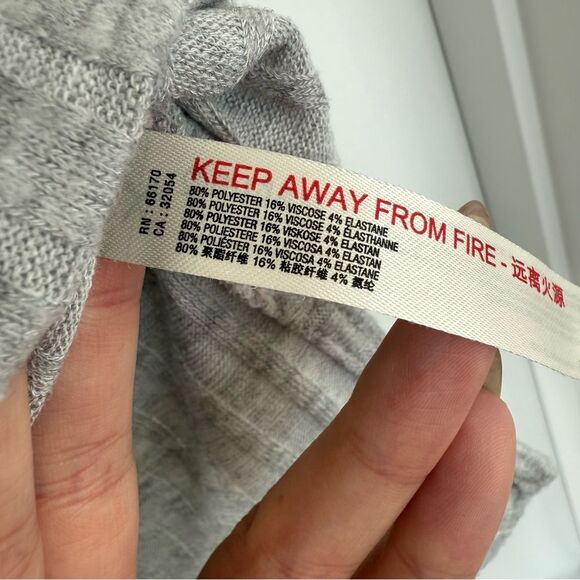 RN : 66170
CA : 32054
KEEP AWAY FROM FIRE - 远离火源
80% POLYESTER 16% VISCOSE 4% ELASTANE
80% POLYESTER 16% VISCOSE 4% ELASTHANNE
80% POLYESTER 16% VISKOSE 4% ELASTAN
80% POLIÉSTER 16% VISCOSA 4% ELASTAN
80% POLIESTERE 16% VISCOSA 4% ELASTANE
80% 聚酯纤维 16% 粘胶纤维 4% 氨纶